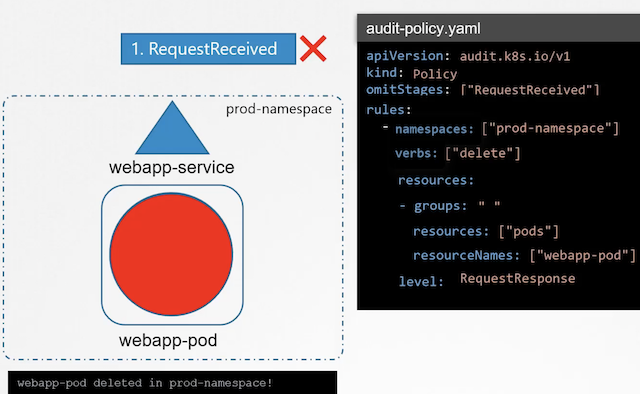 1. RequestReceived
prod-namespace
webapp-service
webapp-pod
webapp-pod deleted in prod-namespace!
audit-policy.yaml
apiVersion: audit.k8s.io/v1
kind: Policy
omitStages: ["RequestReceived"]
rules:
- namespaces: ["prod-namespace"]
verbs: ["delete"]
resources:
- groups: " "
resources: ["pods"]
resourceNames: ["webapp-pod"]
level: RequestResponse